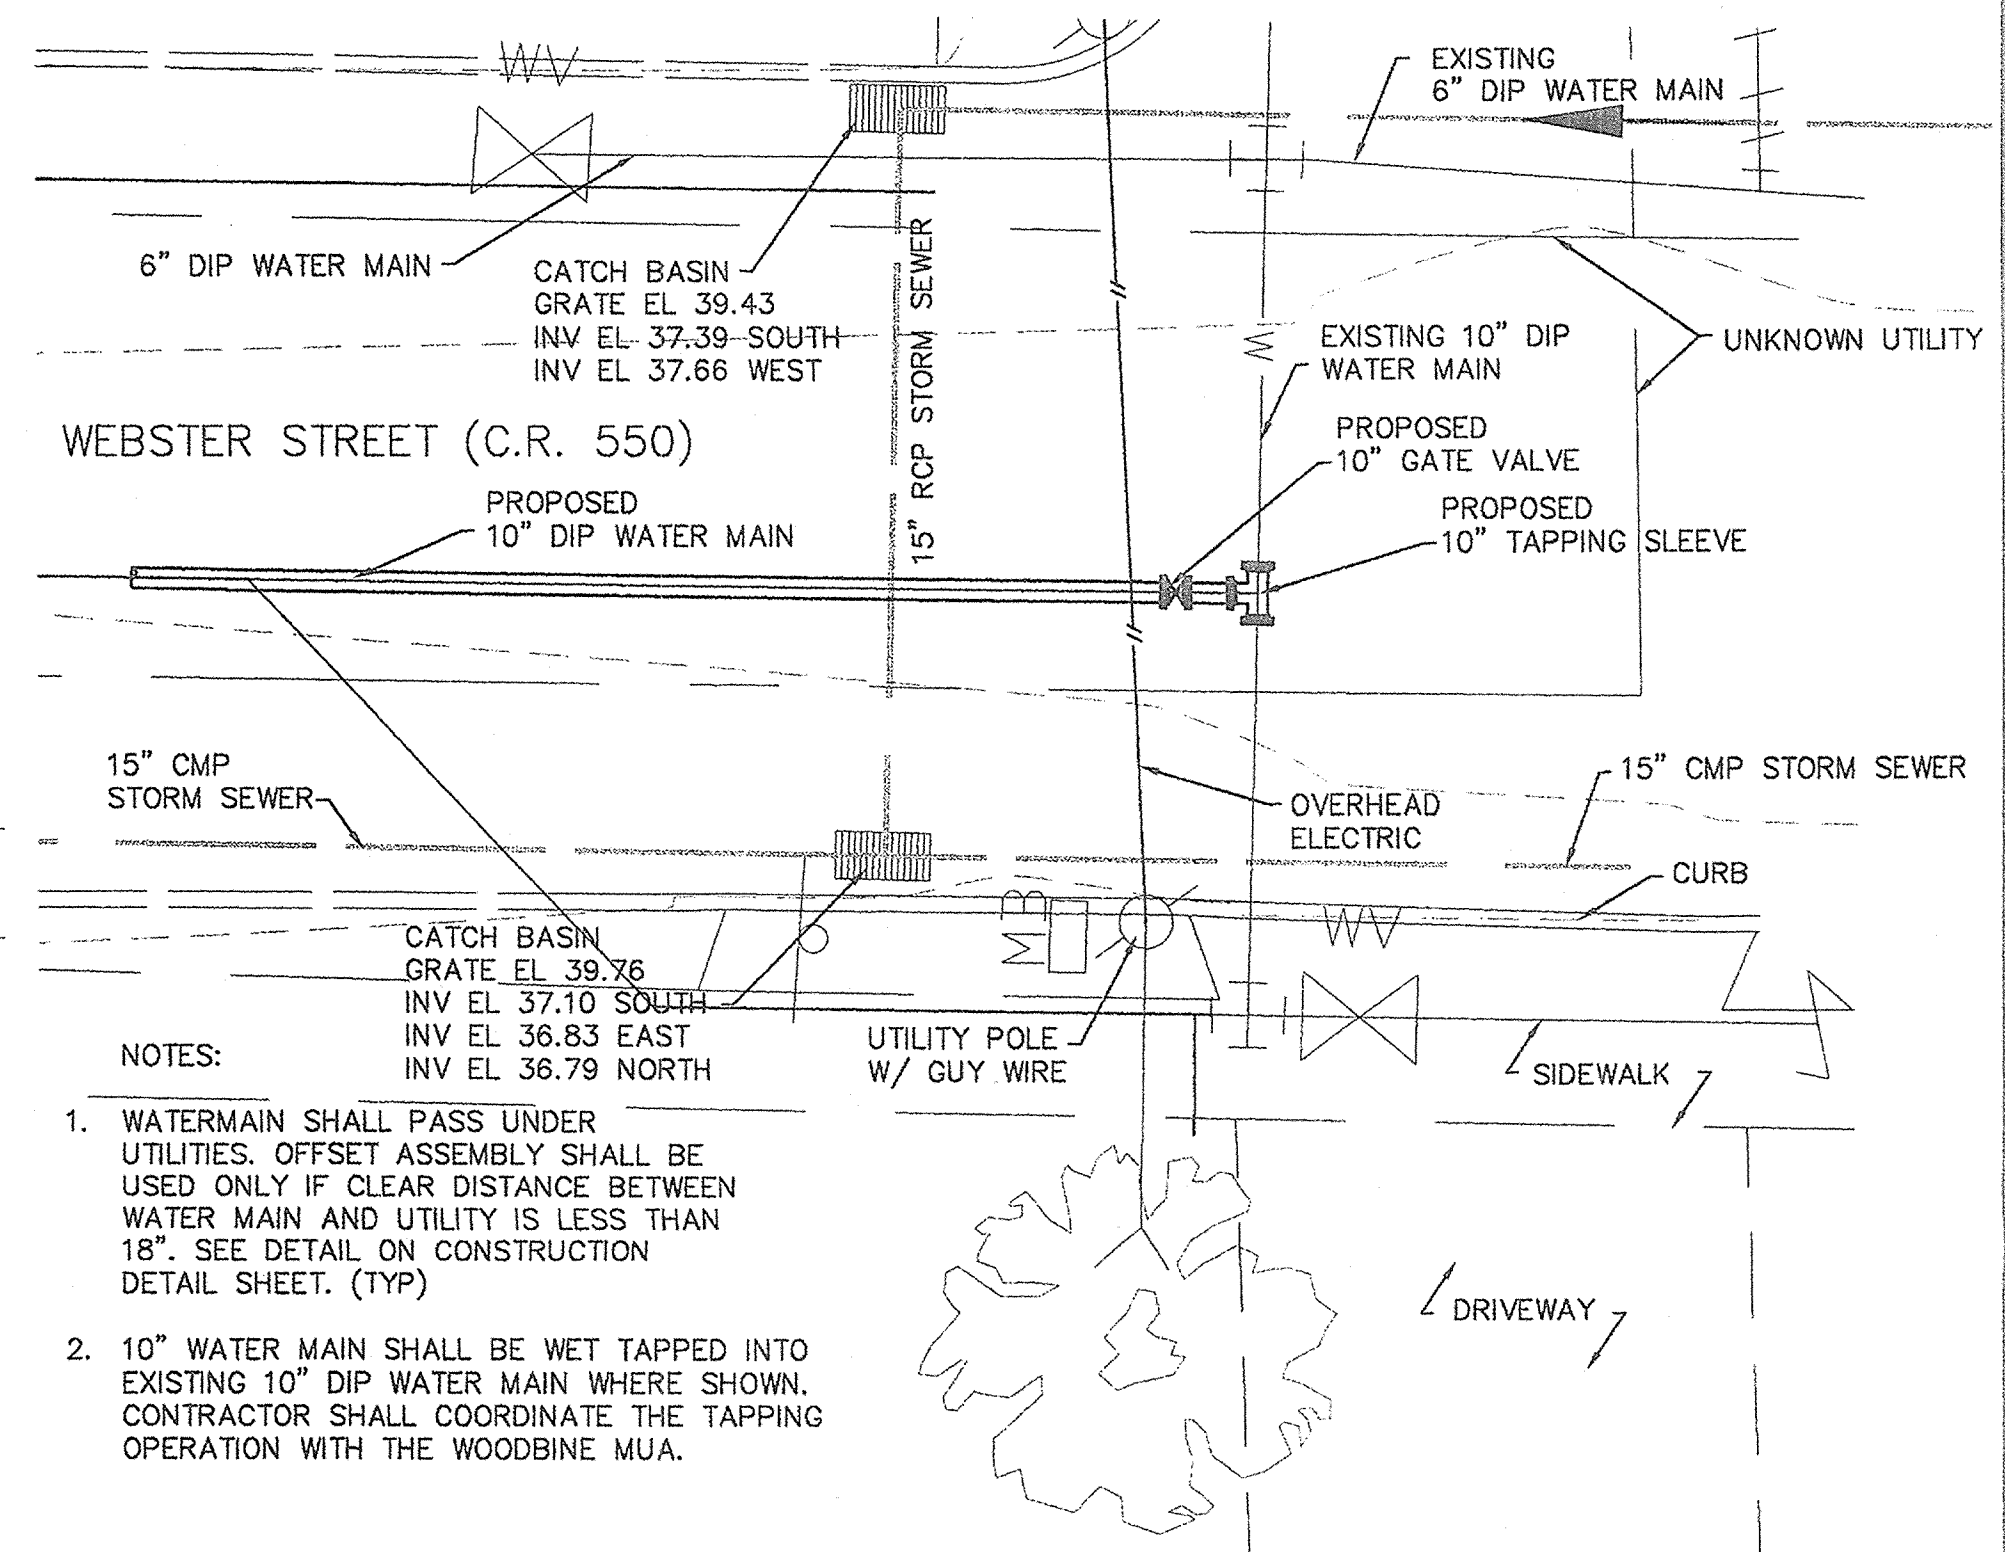 EXISTING
6" DIP WATER MAIN
6" DIP WATER MAIN
CATCH BASIN
GRATE EL 39.43
INV EL 37.39 SOUTH
INV EL 37.66 WEST
15" RCP STORM SEWER
W
EXISTING 10" DIP
WATER MAIN
UNKNOWN UTILITY
WEBSTER STREET (C.R. 550)
PROPOSED
10" GATE VALVE
PROPOSED
10" DIP WATER MAIN
PROPOSED
10" TAPPING SLEEVE
15" CMP
STORM SEWER
15" CMP STORM SEWER
OVERHEAD
ELECTRIC
CURB
MB
WV
WV
CATCH BASIN
GRATE EL 39.76
INV EL 37.10 SOUTH
INV EL 36.83 EAST
INV EL 36.79 NORTH
UTILITY POLE
W/ GUY WIRE
SIDEWALK
NOTES:
1. WATERMAIN SHALL PASS UNDER
UTILITIES. OFFSET ASSEMBLY SHALL BE
USED ONLY IF CLEAR DISTANCE BETWEEN
WATER MAIN AND UTILITY IS LESS THAN
18". SEE DETAIL ON CONSTRUCTION
DETAIL SHEET. (TYP)
DRIVEWAY
2. 10" WATER MAIN SHALL BE WET TAPPED INTO
EXISTING 10" DIP WATER MAIN WHERE SHOWN.
CONTRACTOR SHALL COORDINATE THE TAPPING
OPERATION WITH THE WOODBINE MUA.